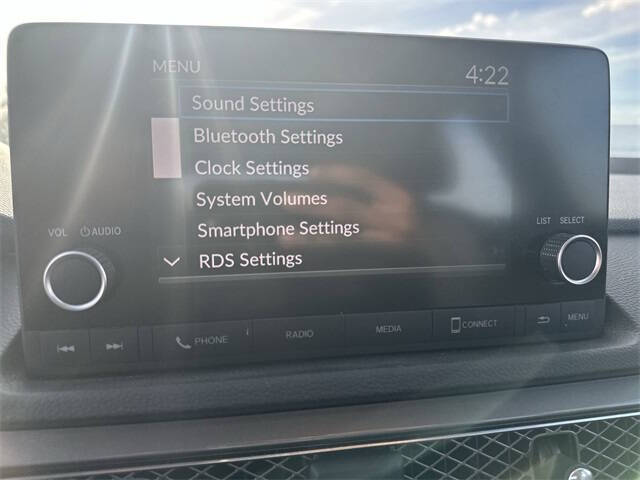 MENU
4:22
Sound Settings
Bluetooth Settings
Clock Settings
System Volumes
Smartphone Settings
RDS Settings
VOL AUDIO
LIST SELECT
PHONE
RADIO
MEDIA
CONNECT
MENU